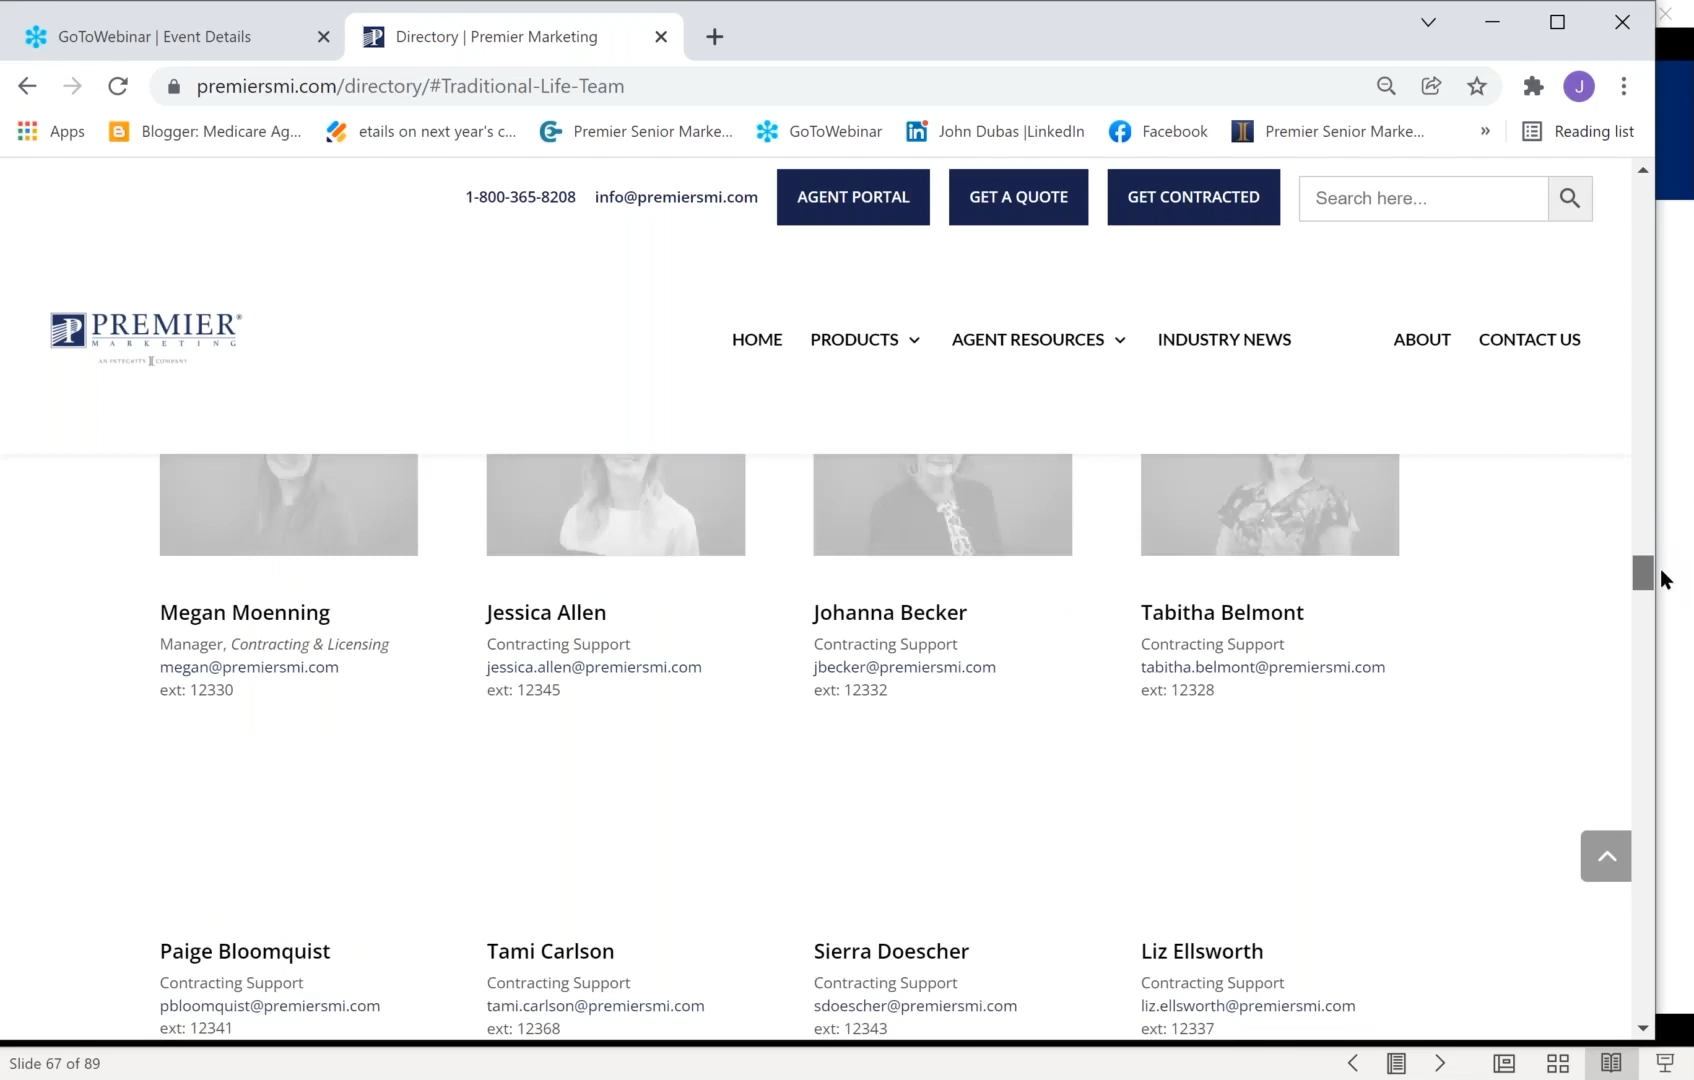 GoToWebinar | Event Details
Directory | Premier Marketing
premiersmi.com/directory/#Traditional-Life-Team
J
Apps
Blogger: Medicare Ag...
etails on next year's c...
Premier Senior Marke...
GoToWebinar
John Dubas |LinkedIn
Facebook
Premier Senior Marke...
»
Reading list
1-800-365-8208
info@premiersmi.com
AGENT PORTAL
GET A QUOTE
GET CONTRACTED
Search here...
PREMIER®
MARKETING
AN INTEGRITY COMPANY
HOME
PRODUCTS
AGENT RESOURCES
INDUSTRY NEWS
ABOUT
CONTACT US
Megan Moenning
Manager, Contracting & Licensing
megan@premiersmi.com
ext: 12330
Jessica Allen
Contracting Support
jessica.allen@premiersmi.com
ext: 12345
Johanna Becker
Contracting Support
jbecker@premiersmi.com
ext: 12332
Tabitha Belmont
Contracting Support
tabitha.belmont@premiersmi.com
ext: 12328
Paige Bloomquist
Contracting Support
pbloomquist@premiersmi.com
ext: 12341
Tami Carlson
Contracting Support
tami.carlson@premiersmi.com
ext: 12368
Sierra Doescher
Contracting Support
sdoescher@premiersmi.com
ext: 12343
Liz Ellsworth
Contracting Support
liz.ellsworth@premiersmi.com
ext: 12337
Slide 67 of 89